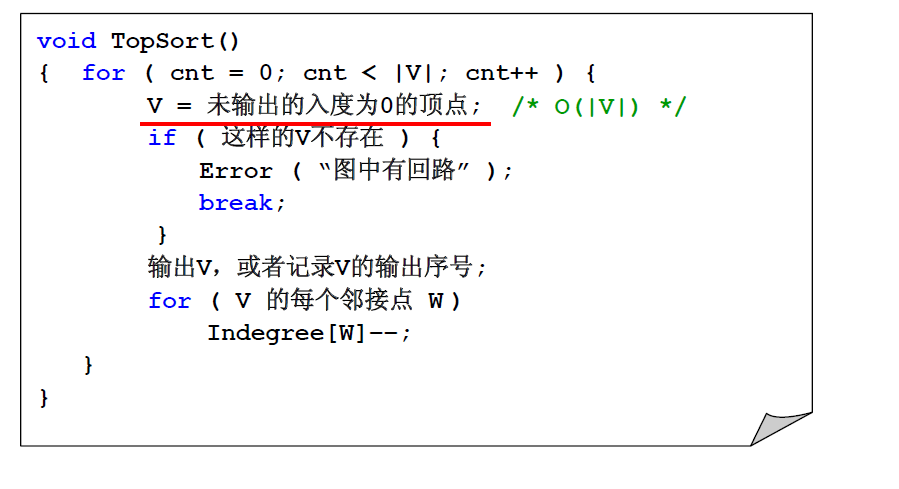 void TopSort()
{ for ( cnt = 0; cnt < |V|; cnt++ ) {
V = 未输出的入度为0的顶点; /* O(|V|) */
if ( 这样的V不存在 ) {
Error ( “图中有回路” );
break;
}
输出V，或者记录V的输出序号;
for ( V 的每个邻接点 W )
Indegree[W]––;
}
}